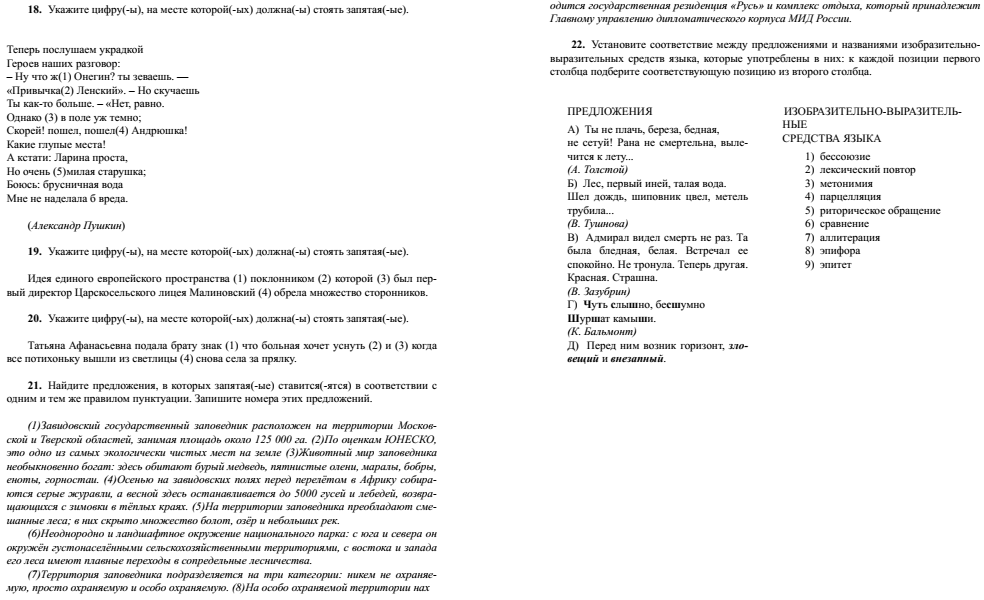 18. Укажите цифру(-ы), на месте которой(-ых) должна(-ы) стоять запятая(-ые).
Теперь послушаем украдкой
Героев наших разговор:
– Ну что ж(1) Онегин? ты зеваешь. —
«Привычка(2) Ленский». – Но скучаешь
Ты как-то больше. – «Нет, равно.
Однако (3) в поле уж темно;
Скорей! пошел, пошел(4) Андрюшка!
Какие глупые места!
А кстати: Ларина проста,
Но очень (5)милая старушка;
Боюсь: брусничная вода
Мне не наделала б вреда.
(Александр Пушкин)
19. Укажите цифру(-ы), на месте которой(-ых) должна(-ы) стоять запятая(-ые).
Идея единого европейского пространства (1) поклонником (2) которой (3) был пер-
вый директор Царскосельского лицея Малиновский (4) обрела множество сторонников.
20. Укажите цифру(-ы), на месте которой(-ых) должна(-ы) стоять запятая(-ые).
Татьяна Афанасьевна подала брату знак (1) что больная хочет уснуть (2) и (3) когда
все потихоньку вышли из светлицы (4) снова села за прялку.
21. Найдите предложения, в которых запятая(-ые) ставится(-ятся) в соответствии с
одним и тем же правилом пунктуации. Запишите номера этих предложений.
(1)Завидовский государственный заповедник расположен на территории Москов-
ской и Тверской областей, занимая площадь около 125 000 га. (2)По оценкам ЮНЕСКО,
это одно из самых экологически чистых мест на земле (3)Животный мир заповедника
необыкновенно богат: здесь обитают бурый медведь, пятнистые олени, маралы, бобры,
еноты, горностаи. (4)Осенью на завидовских полях перед перелётом в Африку собира-
ются серые журавли, а весной здесь останавливается до 5000 гусей и лебедей, возвра-
щающихся с зимовки в тёплых краях. (5)На территории заповедника преобладают сме-
шанные леса; в них скрыто множество болот, озёр и небольших рек.
(6)Неоднородно и ландшафтное окружение национального парка: с юга и севера он
окружён густонаселёнными сельскохозяйственными территориями, с востока и запада
его леса имеют плавные переходы в сопредельные лесничества.
(7)Территория заповедника подразделяется на три категории: никем не охраняе-
мую, просто охраняемую и особо охраняемую. (8)На особо охраняемой территории нах
одится государственная резиденция «Русь» и комплекс отдыха, который принадлежит
Главному управлению дипломатического корпуса МИД России.
22. Установите соответствие между предложениями и названиями изобразительно-
выразительных средств языка, которые употреблены в них: к каждой позиции первого
столбца подберите соответствующую позицию из второго столбца.
ПРЕДЛОЖЕНИЯ
А) Ты не плачь, береза, бедная,
не сетуй! Рана не смертельна, выле-
чится к лету...
(А. Толстой)
Б) Лес, первый иней, талая вода.
Шел дождь, шиповник цвел, метель
трубила...
(В. Тушнова)
В) Адмирал видел смерть не раз. Та
была бледная, белая. Встречал ее
спокойно. Не тронула. Теперь другая.
Красная. Страшна.
(В. Зазубрин)
Г) Чуть слышно, бесшумно
Шуршат камыши.
(К. Бальмонт)
Д) Перед ним возник горизонт, зло-
вещий и внезапный.
ИЗОБРАЗИТЕЛЬНО-ВЫРАЗИТЕЛЬ-
НЫЕ
СРЕДСТВА ЯЗЫКА
1) бессоюзие
2) лексический повтор
3) метонимия
4) парцелляция
5) риторическое обращение
6) сравнение
7) аллитерация
8) эпифора
9) эпитет